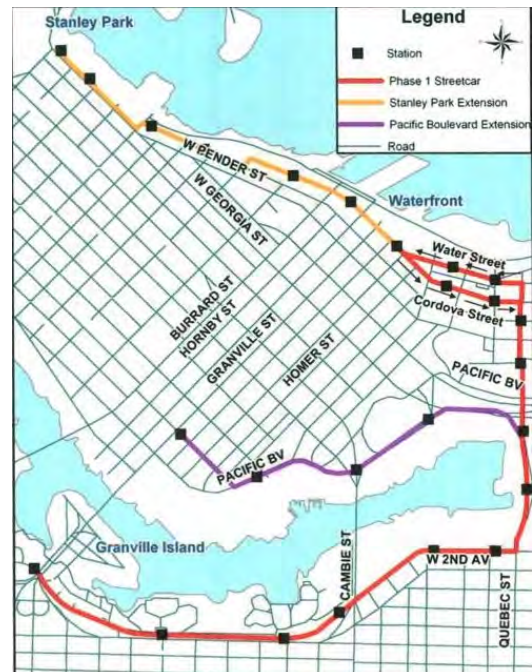 Stanley Park
Legend
Station
Phase 1 Streetcar
Stanley Park Extension
Pacific Boulevard Extension
Road
W PENDER ST
W GEORGIA ST
Waterfront
Water Street
Cordova Street
BURRARD ST
HORNBY ST
GRANVILLE ST
HOMER ST
PACIFIC BV
PACIFIC BV
Granville Island
CAMBIE ST
W 2ND AV
QUEBEC ST